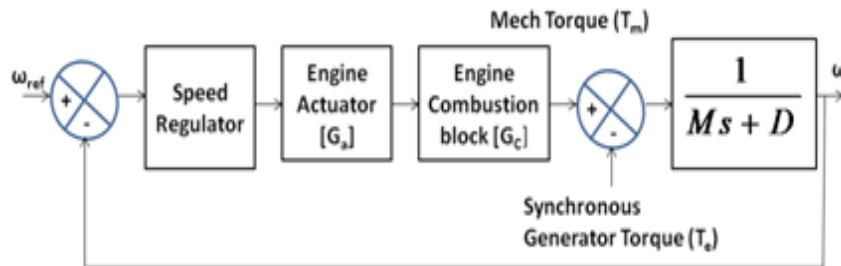 Mech Torque (Tm)
ωref
+
-
Speed
Regulator
Engine
Actuator
[Ga]
Engine
Combustion
block [Gc]
+
-
1
Ms + D
ω
Synchronous
Generator Torque (Te)